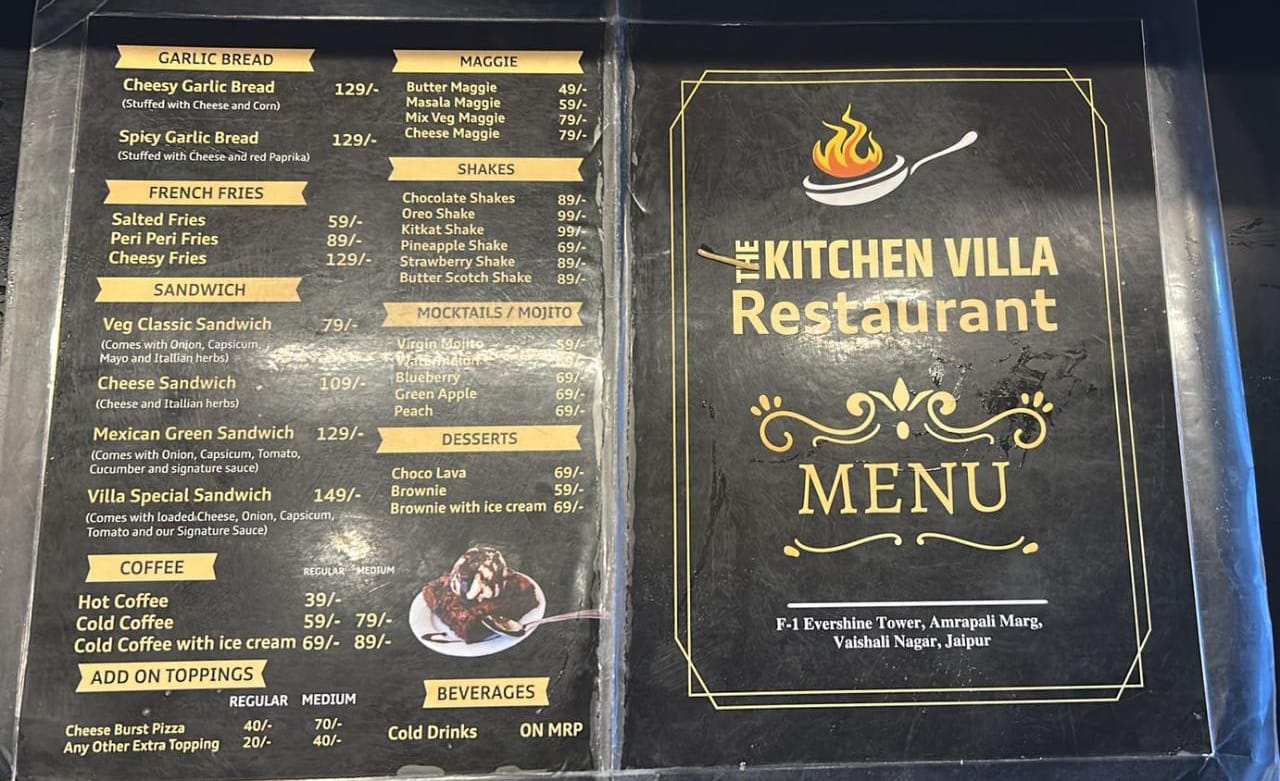 GARLIC BREAD
Cheesy Garlic Bread 129/-
(Stuffed with Cheese and Corn)
Spicy Garlic Bread 129/-
(Stuffed with Cheese and red Paprika)
FRENCH FRIES
Salted Fries 59/-
Peri Peri Fries 89/-
Cheesy Fries 129/-
SANDWICH
Veg Classic Sandwich 79/-
(Comes with Onion, Capsicum,
Mayo and Itallian herbs)
Cheese Sandwich 109/-
(Cheese and Itallian herbs)
Mexican Green Sandwich 129/-
(Comes with Onion, Capsicum, Tomato,
Cucumber and signature sauce)
Villa Special Sandwich 149/-
(Comes with loaded Cheese, Onion, Capsicum,
Tomato and our Signature Sauce)
COFFEE REGULAR MEDIUM
Hot Coffee 39/-
Cold Coffee 59/- 79/-
Cold Coffee with ice cream 69/- 89/-
ADD ON TOPPINGS
REGULAR MEDIUM
Cheese Burst Pizza 40/- 70/-
Any Other Extra Topping 20/- 40/-
MAGGIE
Butter Maggie 49/-
Masala Maggie 59/-
Mix Veg Maggie 79/-
Cheese Maggie 79/-
SHAKES
Chocolate Shakes 89/-
Oreo Shake 99/-
Kitkat Shake 99/-
Pineapple Shake 69/-
Strawberry Shake 89/-
Butter Scotch Shake 89/-
MOCKTAILS / MOJITO
Virgin Mojito 59/-
Watermelon
Blueberry 69/-
Green Apple 69/-
Peach 69/-
DESSERTS
Choco Lava 69/-
Brownie 59/-
Brownie with ice cream 69/-
BEVERAGES
Cold Drinks ON MRP
THE KITCHEN VILLA
Restaurant
MENU
F-1 Evershine Tower, Amrapali Marg,
Vaishali Nagar, Jaipur